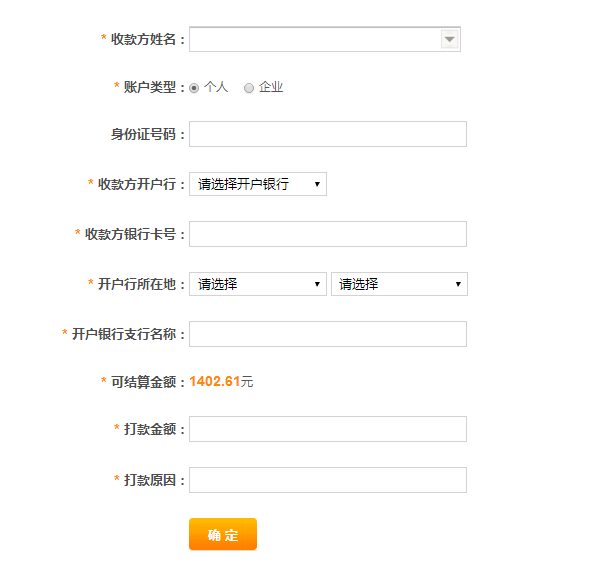 * 收款方姓名：
* 账户类型： 个人 企业
身份证号码：
* 收款方开户行： 请选择开户银行
* 收款方银行卡号：
* 开户行所在地： 请选择 请选择
* 开户银行支行名称：
* 可结算金额： 1402.61元
* 打款金额：
* 打款原因：
确 定